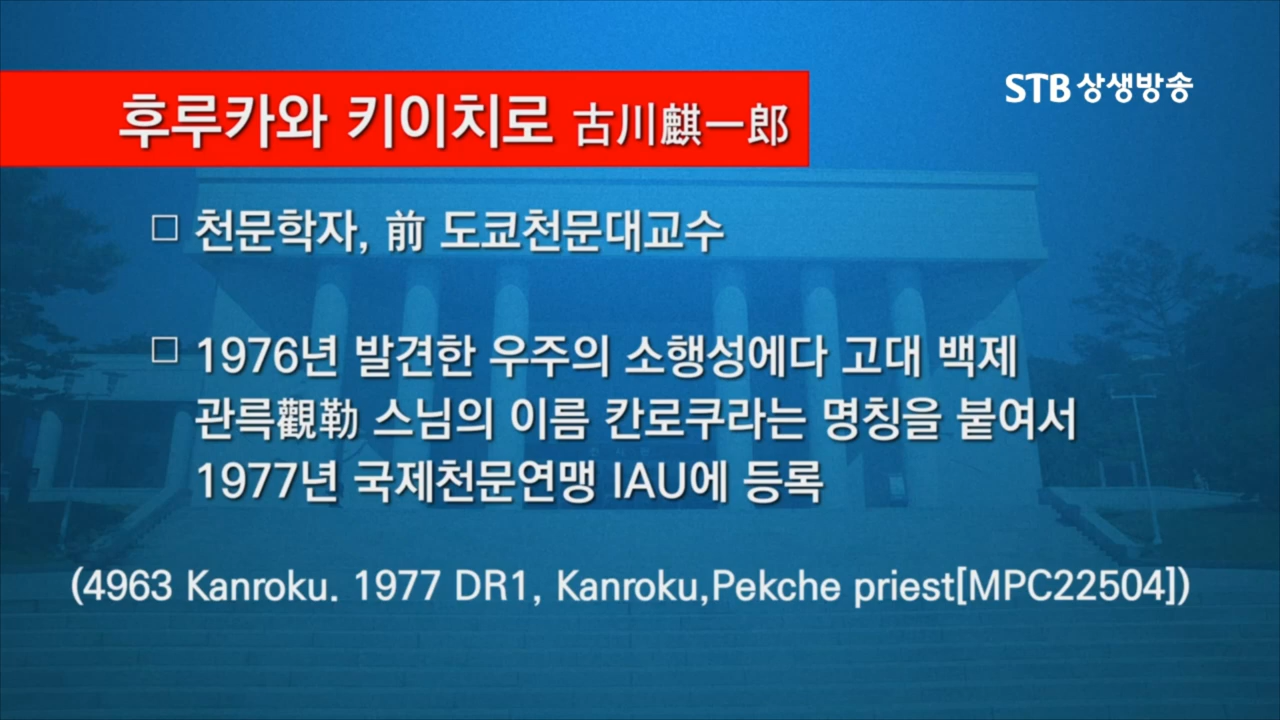 STB 상생방송
후루카와 키이치로 古川麒一郎
□ 천문학자, 前 도쿄천문대교수
□ 1976년 발견한 우주의 소행성에다 고대 백제
관륵觀勒 스님의 이름 칸로쿠라는 명칭을 붙여서
1977년 국제천문연맹 IAU에 등록
(4963 Kanroku. 1977 DR1, Kanroku,Pekche priest[MPC22504])